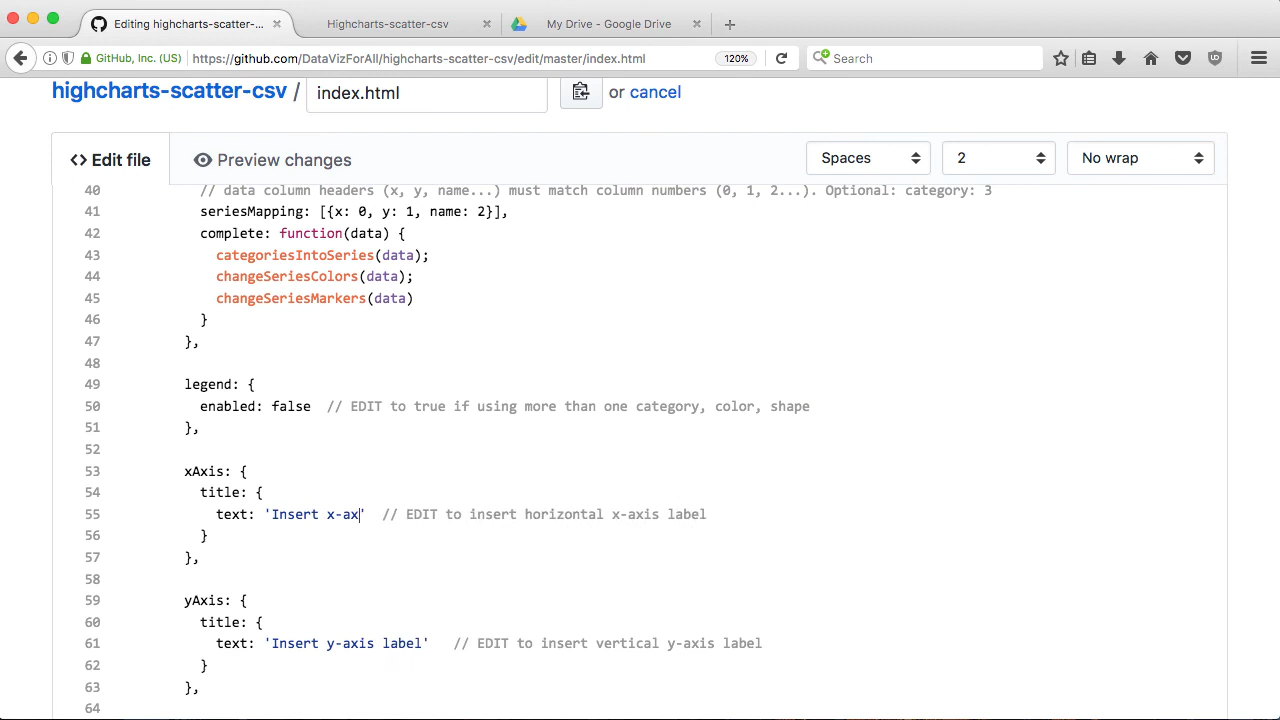 Editing highcharts-scatter-... × Highcharts-scatter-csv × My Drive - Google Drive × +
GitHub, Inc. (US) https://github.com/DataVizForAll/highcharts-scatter-csv/edit/master/index.html 120% Search
highcharts-scatter-csv / index.html or cancel
<> Edit file Preview changes Spaces 2 No wrap
40 // data column headers (x, y, name...) must match column numbers (0, 1, 2...). Optional: category: 3
41 seriesMapping: [{x: 0, y: 1, name: 2}],
42 complete: function(data) {
43 categoriesIntoSeries(data);
44 changeSeriesColors(data);
45 changeSeriesMarkers(data)
46 }
47 },
48
49 legend: {
50 enabled: false // EDIT to true if using more than one category, color, shape
51 },
52
53 xAxis: {
54 title: {
55 text: 'Insert x-ax' // EDIT to insert horizontal x-axis label
56 }
57 },
58
59 yAxis: {
60 title: {
61 text: 'Insert y-axis label' // EDIT to insert vertical y-axis label
62 }
63 },
64